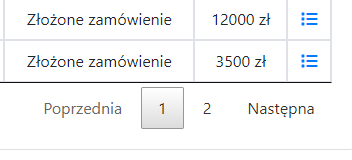 Złożone zamówienie 12000 zł
Złożone zamówienie 3500 zł
Poprzednia 1 2 Następna